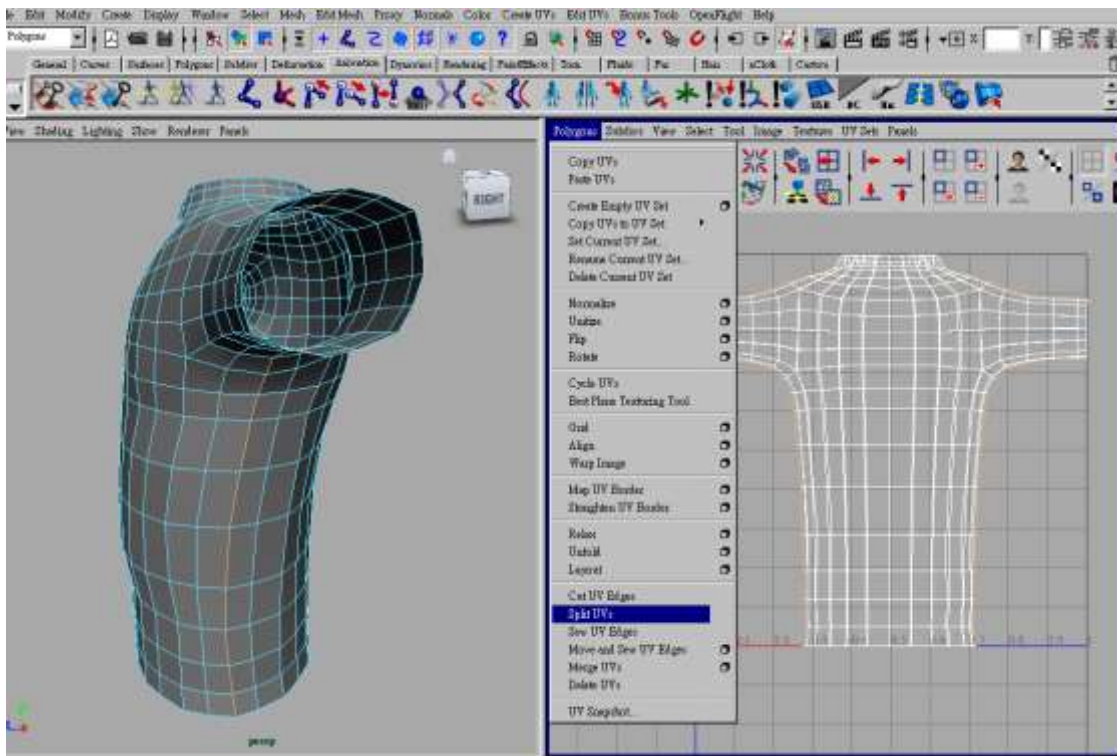 Edit Modify Create Display Window Select Mesh Edit Mesh Proxy Normals Color Create UVs Edit UVs Bonus Tools OpenFlight Help
Polygons
General Curves Surfaces Polygons Subdivs Deformation Animation Dynamics Rendering PaintEffects Toon Fluids Fur Hair nCloth Custom
View Shading Lighting Show Renderer Panels
Polygons Subdivs View Select Tool Image Textures UV Sets Panels
Copy UVs
Paste UVs
Create Empty UV Set
Copy UVs to UV Set
Set Current UV Set...
Rename Current UV Set...
Delete Current UV Set
Normalize
Unitize
Flip
Rotate
Cycle UVs
Best Plane Texturing Tool
Grid
Align
Warp Image
Map UV Border
Straighten UV Border
Relax
Unfold
Layout
Cut UV Edges
Split UVs
Sew UV Edges
Move and Sew UV Edges
Merge UVs
Delete UVs
UV Snapshot...
RIGHT
persp